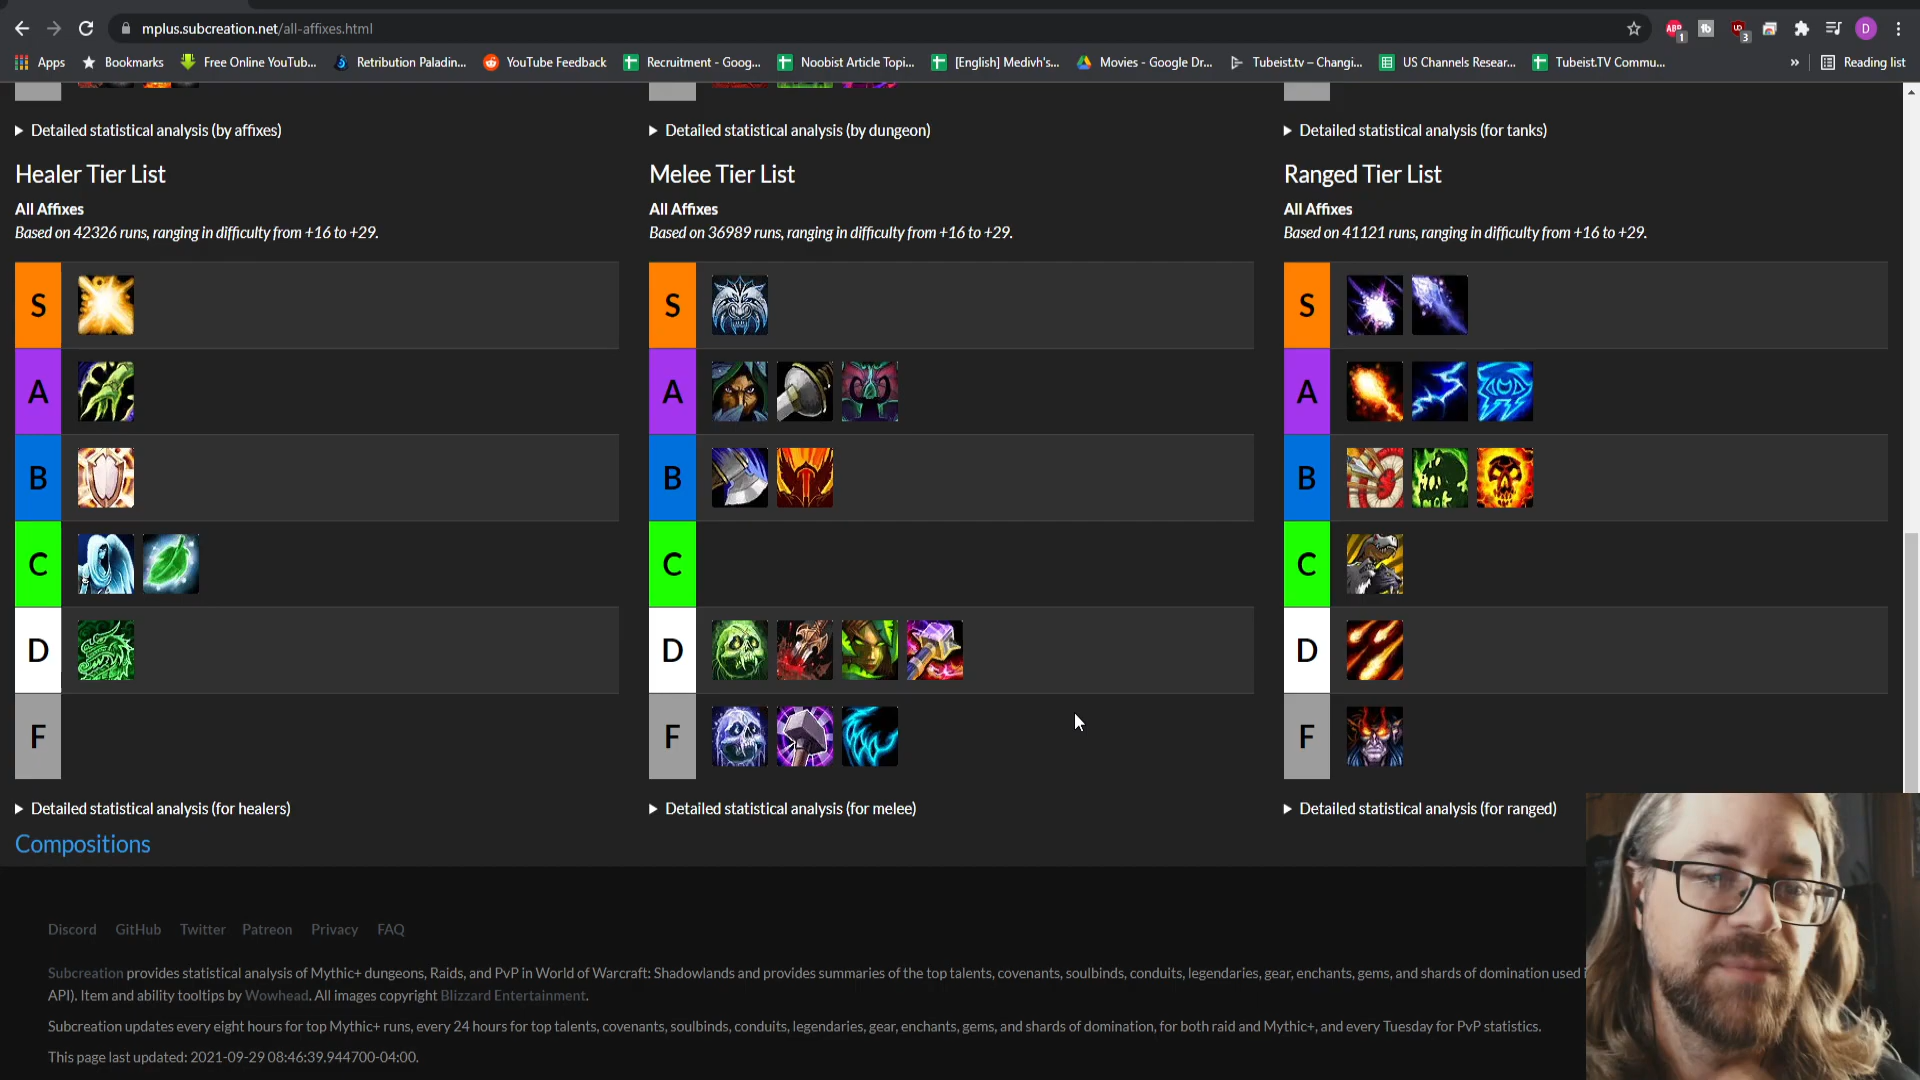 mplus.subcreation.net/all-affixes.html
ABP 1 tb UD 3 D
Apps Bookmarks Free Online YouTub... Retribution Paladin... YouTube Feedback Recruitment - Goog... Noobist Article Topi... [English] Medivh's... Movies - Google Dr... Tubeist.tv – Changi... US Channels Resear... Tubeist.TV Commu... » Reading list
Detailed statistical analysis (by affixes)
Detailed statistical analysis (by dungeon)
Detailed statistical analysis (for tanks)
Healer Tier List
All Affixes
Based on 42326 runs, ranging in difficulty from +16 to +29.
S
A
B
C
D
F
Detailed statistical analysis (for healers)
Melee Tier List
All Affixes
Based on 36989 runs, ranging in difficulty from +16 to +29.
S
A
B
C
D
F
Detailed statistical analysis (for melee)
Ranged Tier List
All Affixes
Based on 41121 runs, ranging in difficulty from +16 to +29.
S
A
B
C
D
F
Detailed statistical analysis (for ranged)
Compositions
Discord GitHub Twitter Patreon Privacy FAQ
Subcreation provides statistical analysis of Mythic+ dungeons, Raids, and PvP in World of Warcraft: Shadowlands and provides summaries of the top talents, covenants, soulbinds, conduits, legendaries, gear, enchants, gems, and shards of domination used
API). Item and ability tooltips by Wowhead. All images copyright Blizzard Entertainment.
Subcreation updates every eight hours for top Mythic+ runs, every 24 hours for top talents, covenants, soulbinds, conduits, legendaries, gear, enchants, gems, and shards of domination, for both raid and Mythic+, and every Tuesday for PvP statistics.
This page last updated: 2021-09-29 08:46:39.944700-04:00.